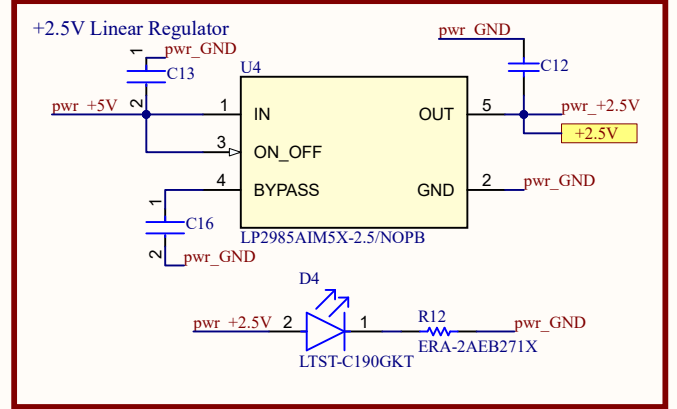 +2.5V Linear Regulator
pwr_GND
1
pwr_GND
C13
U4
C12
2
pwr_+5V
1
IN
OUT
5
pwr_+2.5V
+2.5V
3
ON_OFF
4
BYPASS
GND
2
pwr_GND
1
C16
2
pwr_GND
LP2985AIM5X-2.5/NOPB
D4
pwr_+2.5V
2
1
R12
pwr_GND
ERA-2AEB271X
LTST-C190GKT